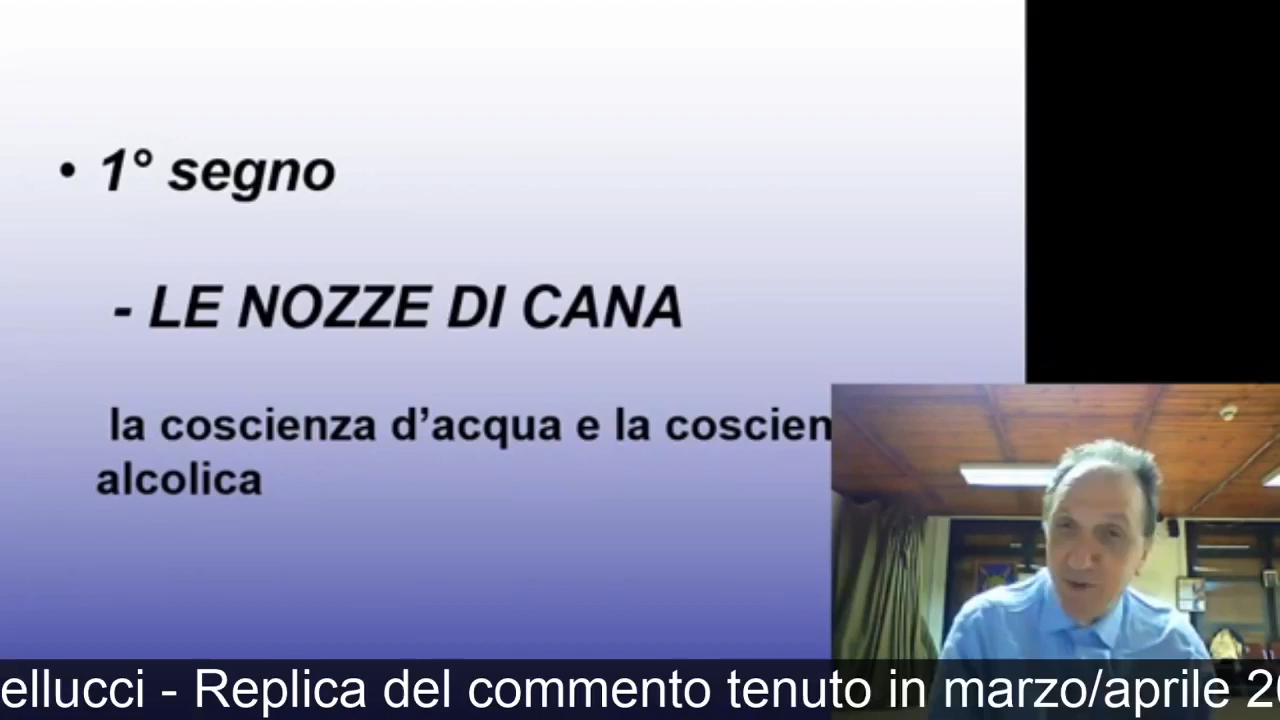 • 1° segno
- LE NOZZE DI CANA
la coscienza d’acqua e la coscien
alcolica
ellucci - Replica del commento tenuto in marzo/aprile 20